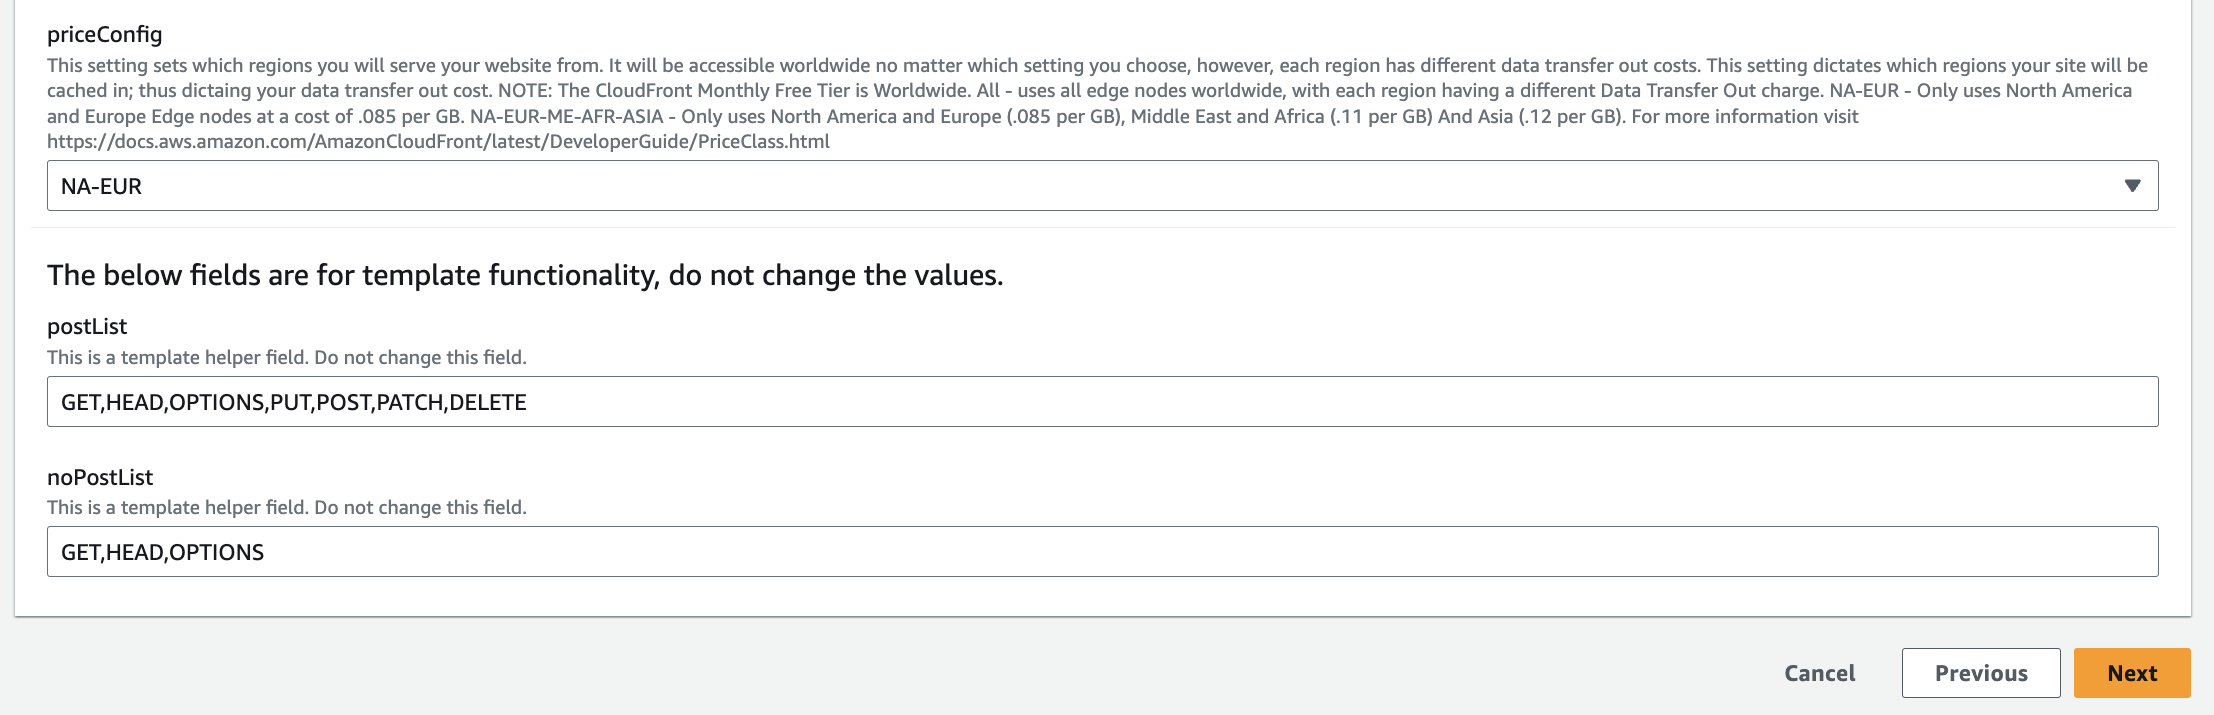 priceConfig
This setting sets which regions you will serve your website from. It will be accessible worldwide no matter which setting you choose, however, each region has different data transfer out costs. This setting dictates which regions your site will be
cached in; thus dictaing your data transfer out cost. NOTE: The CloudFront Monthly Free Tier is Worldwide. All - uses all edge nodes worldwide, with each region having a different Data Transfer Out charge. NA-EUR - Only uses North America
and Europe Edge nodes at a cost of .085 per GB. NA-EUR-ME-AFR-ASIA - Only uses North America and Europe (.085 per GB), Middle East and Africa (.11 per GB) And Asia (.12 per GB). For more information visit
https://docs.aws.amazon.com/AmazonCloudFront/latest/DeveloperGuide/PriceClass.html
NA-EUR
The below fields are for template functionality, do not change the values.
postList
This is a template helper field. Do not change this field.
GET,HEAD,OPTIONS,PUT,POST,PATCH,DELETE
noPostList
This is a template helper field. Do not change this field.
GET,HEAD,OPTIONS
Cancel
Previous
Next